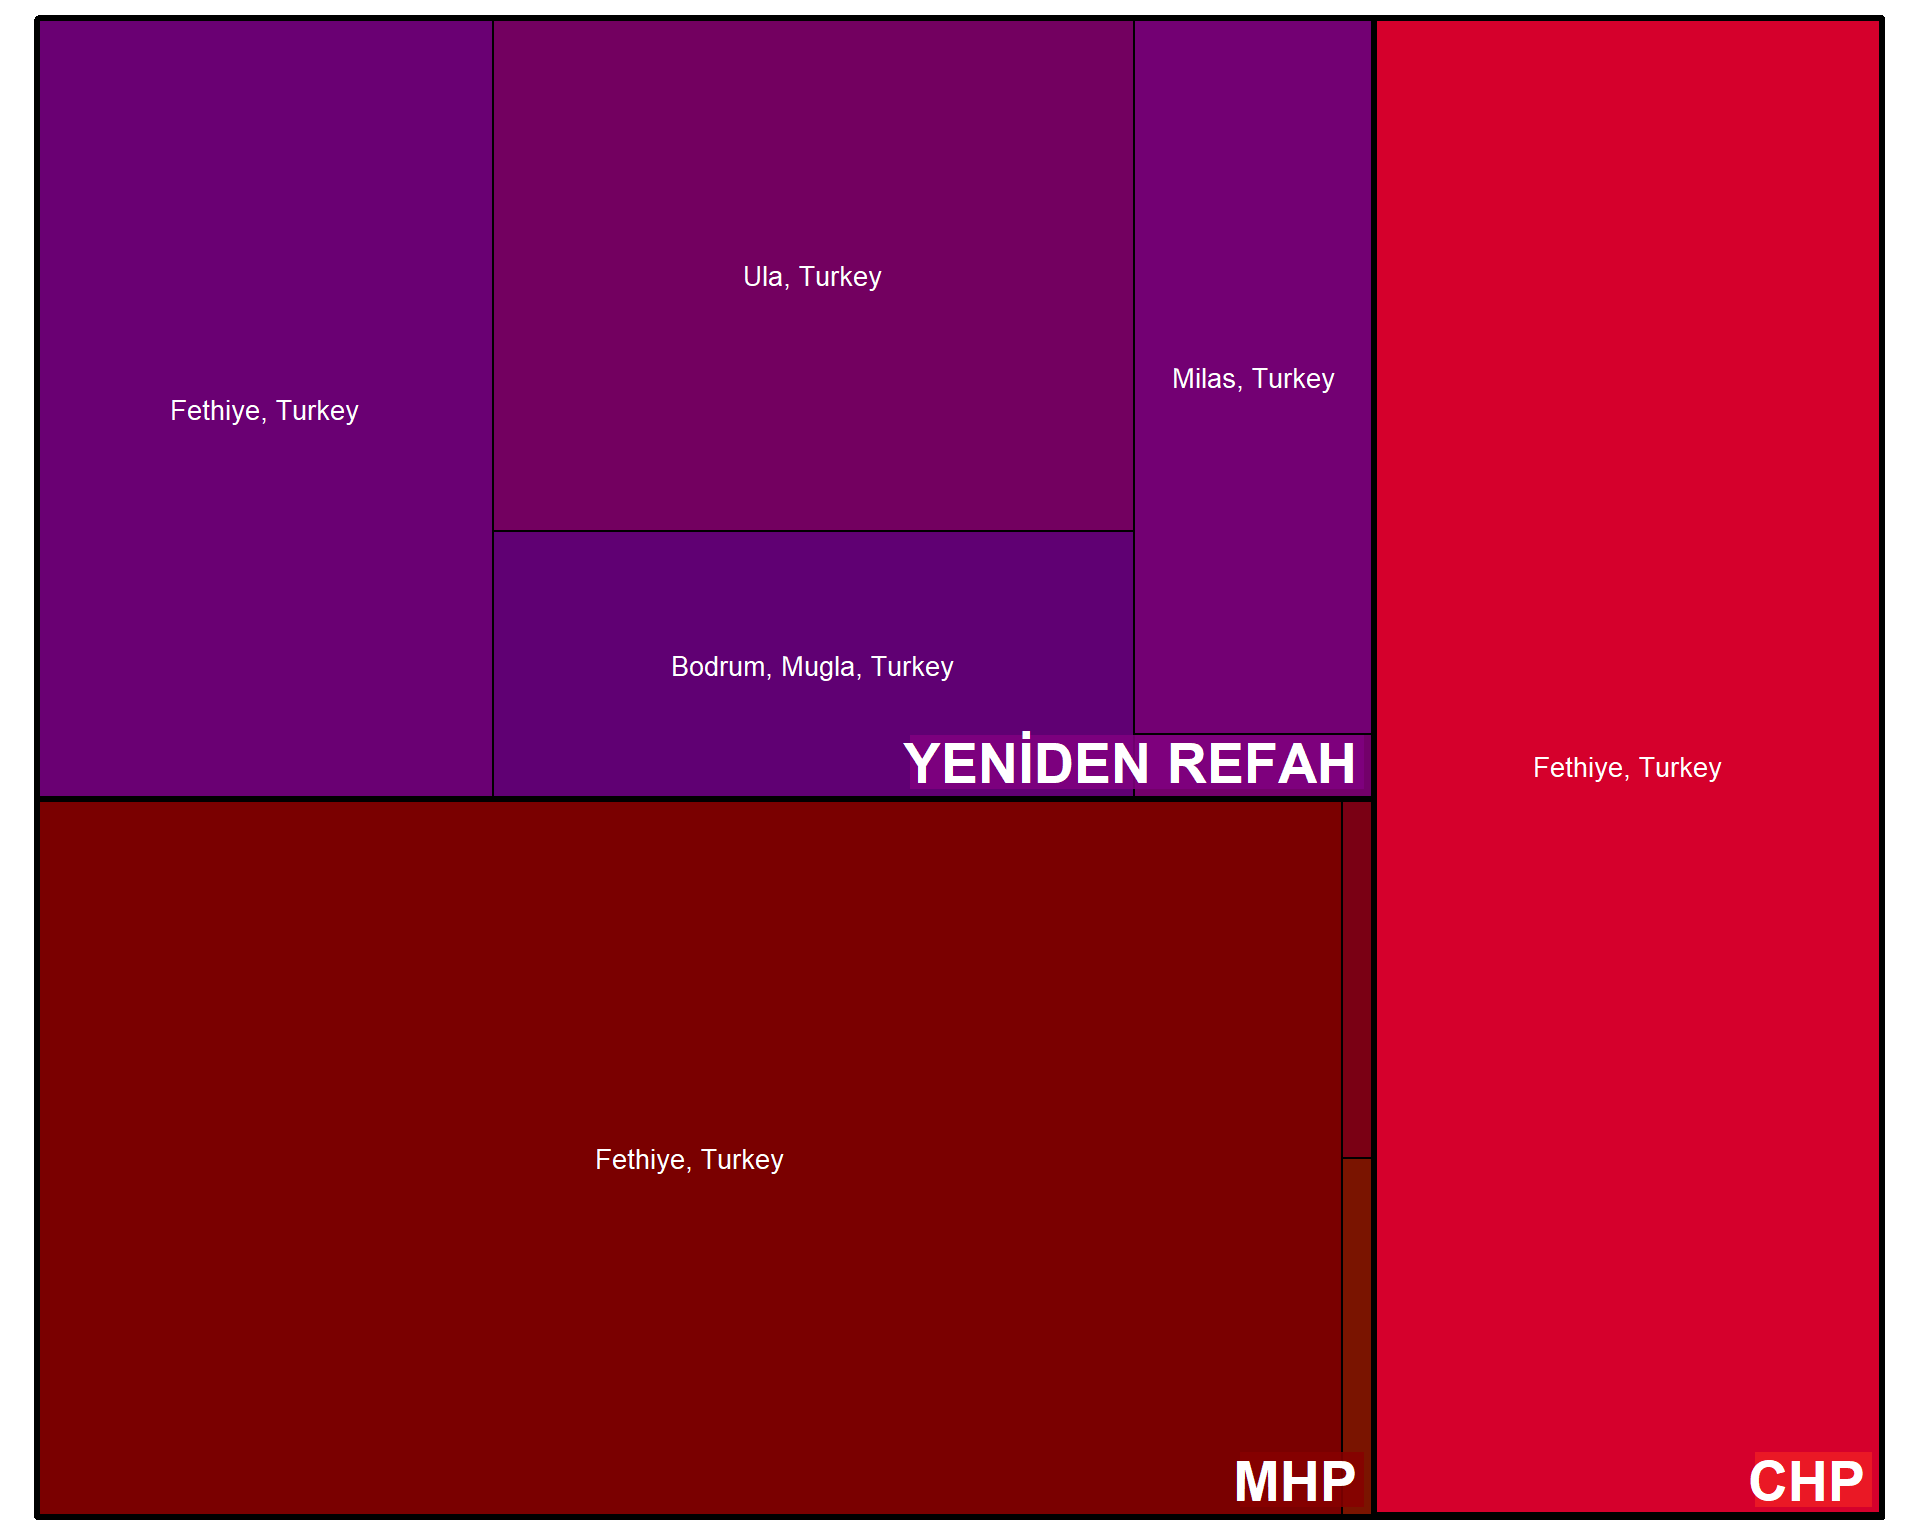 Fethiye, Turkey
Ula, Turkey
Milas, Turkey
Bodrum, Mugla, Turkey
YENİDEN REFAH
Fethiye, Turkey
Fethiye, Turkey
MHP
CHP